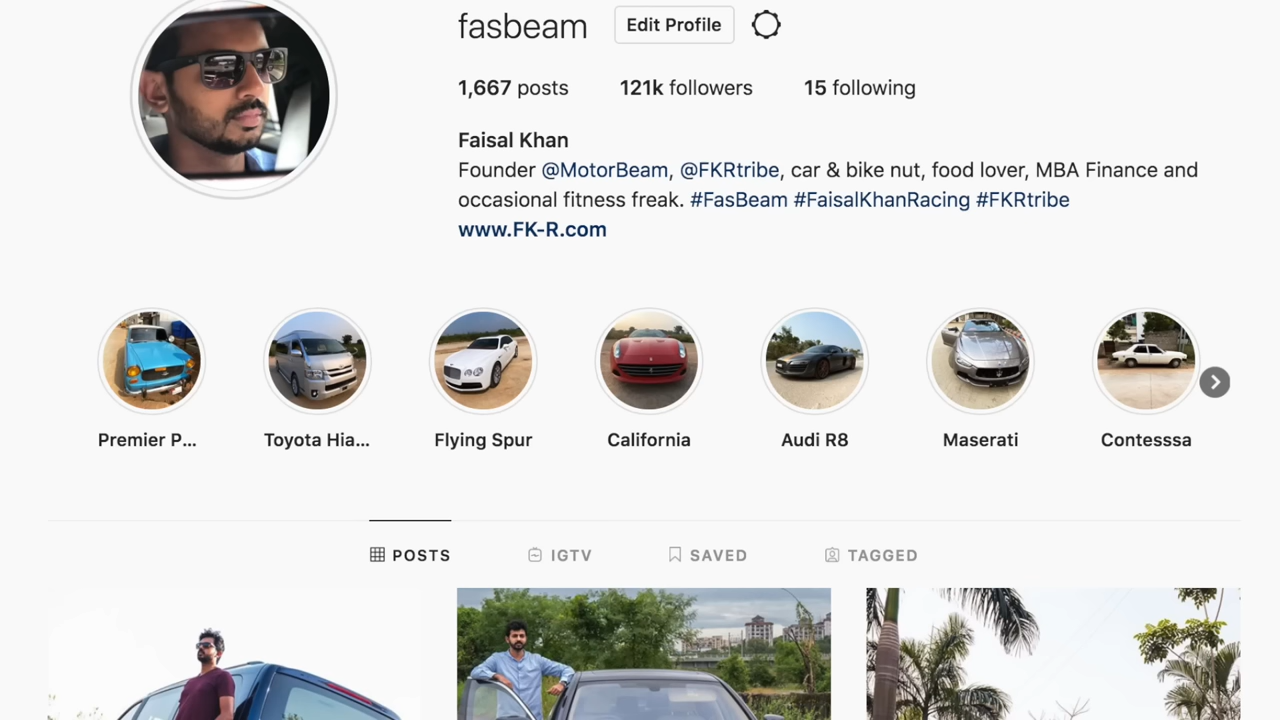 fasbeam Edit Profile
1,667 posts 121k followers 15 following
Faisal Khan
Founder @MotorBeam, @FKRtribe, car & bike nut, food lover, MBA Finance and
occasional fitness freak. #FasBeam #FaisalKhanRacing #FKRtribe
www.FK-R.com
Premier P... Toyota Hia... Flying Spur California Audi R8 Maserati Contesssa
POSTS IGTV SAVED TAGGED